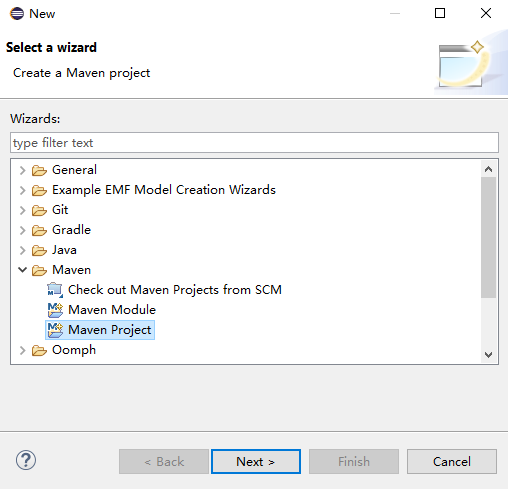 New
Select a wizard
Create a Maven project
Wizards:
type filter text
General
Example EMF Model Creation Wizards
Git
Gradle
Java
Maven
Check out Maven Projects from SCM
Maven Module
Maven Project
Oomph
< Back
Next >
Finish
Cancel